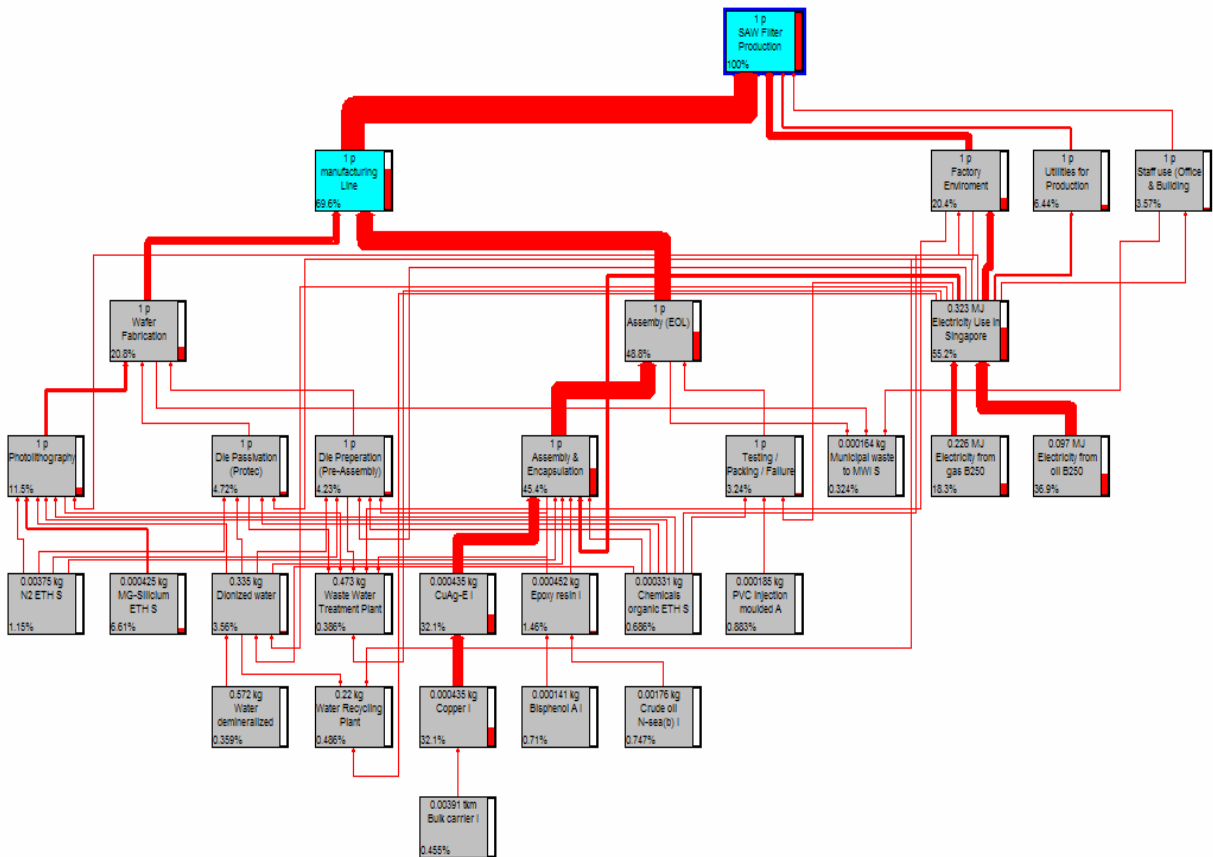 1 p
SAW Filter
Production
100%
1 p
manufacturing
Line
69.6%
1 p
Factory
Enviroment
20.4%
1 p
Utilities for
Production
6.44%
1 p
Staff use (Office
& Building
3.57%
1 p
Wafer
Fabrication
20.8%
1 p
Assemby (EOL)
48.8%
0.323 MJ
Electricity Use in
Singapore
55.2%
1 p
Photolithography
11.5%
1 p
Die Passivation
(Protec)
4.72%
1 p
Die Preperation
(Pre-Assembly)
4.23%
1 p
Assembly &
Encapsulation
45.4%
1 p
Testing /
Packing / Failure
3.24%
0.000164 kg
Municipal waste
to MWI S
0.324%
0.226 MJ
Electricity from
gas B250
18.3%
0.097 MJ
Electricity from
oil B250
36.9%
0.00375 kg
N2 ETH S
1.15%
0.000425 kg
MG-Silicium
ETH S
6.61%
0.335 kg
Dionized water
3.56%
0.473 kg
Waste Water
Treatment Plant
0.386%
0.000435 kg
CuAg-E I
32.1%
0.000452 kg
Epoxy resin I
1.46%
0.000331 kg
Chemicals
organic ETH S
0.686%
0.000185 kg
PVC injection
moulded A
0.883%
0.572 kg
Water
demineralized
0.359%
0.22 kg
Water Recycling
Plant
0.486%
0.000435 kg
Copper I
32.1%
0.000141 kg
Bisphenol A I
0.71%
0.00176 kg
Crude oil
N-sea(b) I
0.747%
0.00391 tkm
Bulk carrier I
0.455%